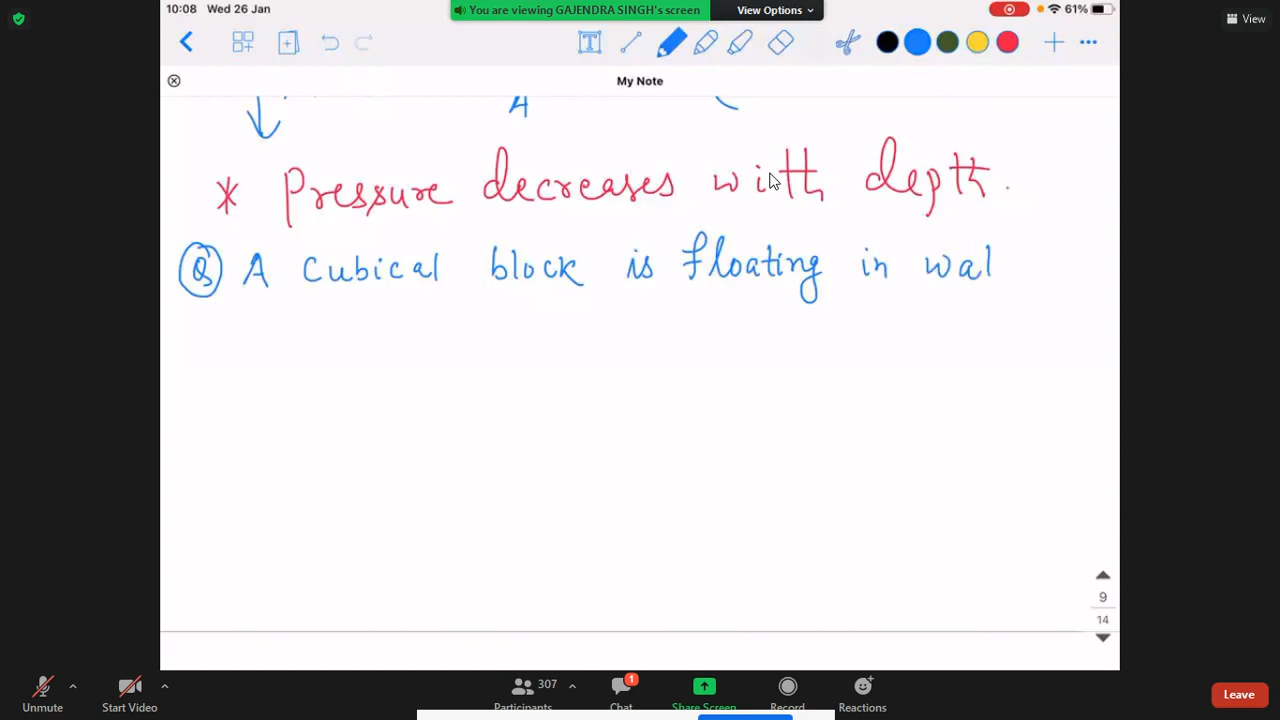 10:08 Wed 26 Jan
You are viewing GAJENDRA SINGH's screen
View Options
61%
View
My Note
A
* Pressure decreases with depth.
Q A cubical block is floating in wal
9
14
Unmute
Start Video
307
Participants
1
Chat
Share Screen
Record
Reactions
Leave